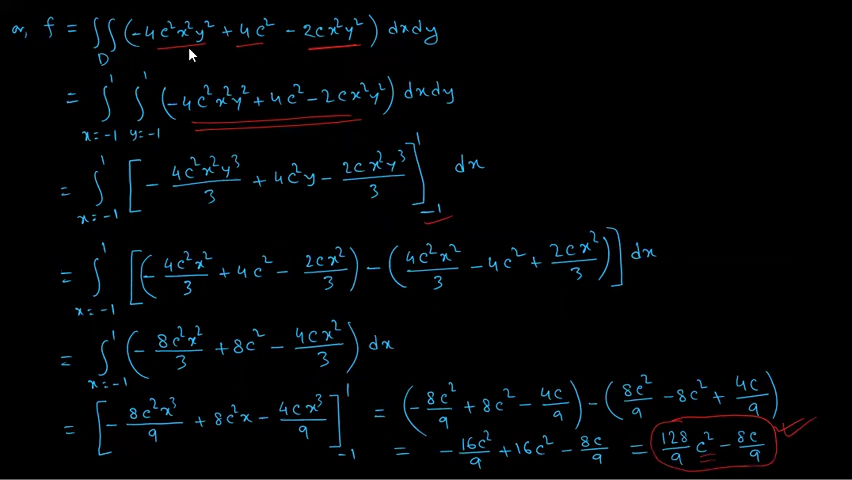 or, f = ∬_D (-4c²x²y² + 4c² - 2cx²y²) dxdy
= ∫_{x=-1}^{1} ∫_{y=-1}^{1} (-4c²x²y² + 4c² - 2cx²y²) dxdy
= ∫_{x=-1}^{1} [ - 4c²x²y³/3 + 4c²y - 2cx²y³/3 ]_{-1}^{1} dx
= ∫_{x=-1}^{1} [ (- 4c²x²/3 + 4c² - 2cx²/3) - (4c²x²/3 - 4c² + 2cx²/3) ] dx
= ∫_{x=-1}^{1} (- 8c²x²/3 + 8c² - 4cx²/3) dx
= [ - 8c²x³/9 + 8c²x - 4cx³/9 ]_{-1}^{1} = (- 8c²/9 + 8c² - 4c/9) - (8c²/9 - 8c² + 4c/9)
= - 16c²/9 + 16c² - 8c/9 = 128/9 c² - 8c/9